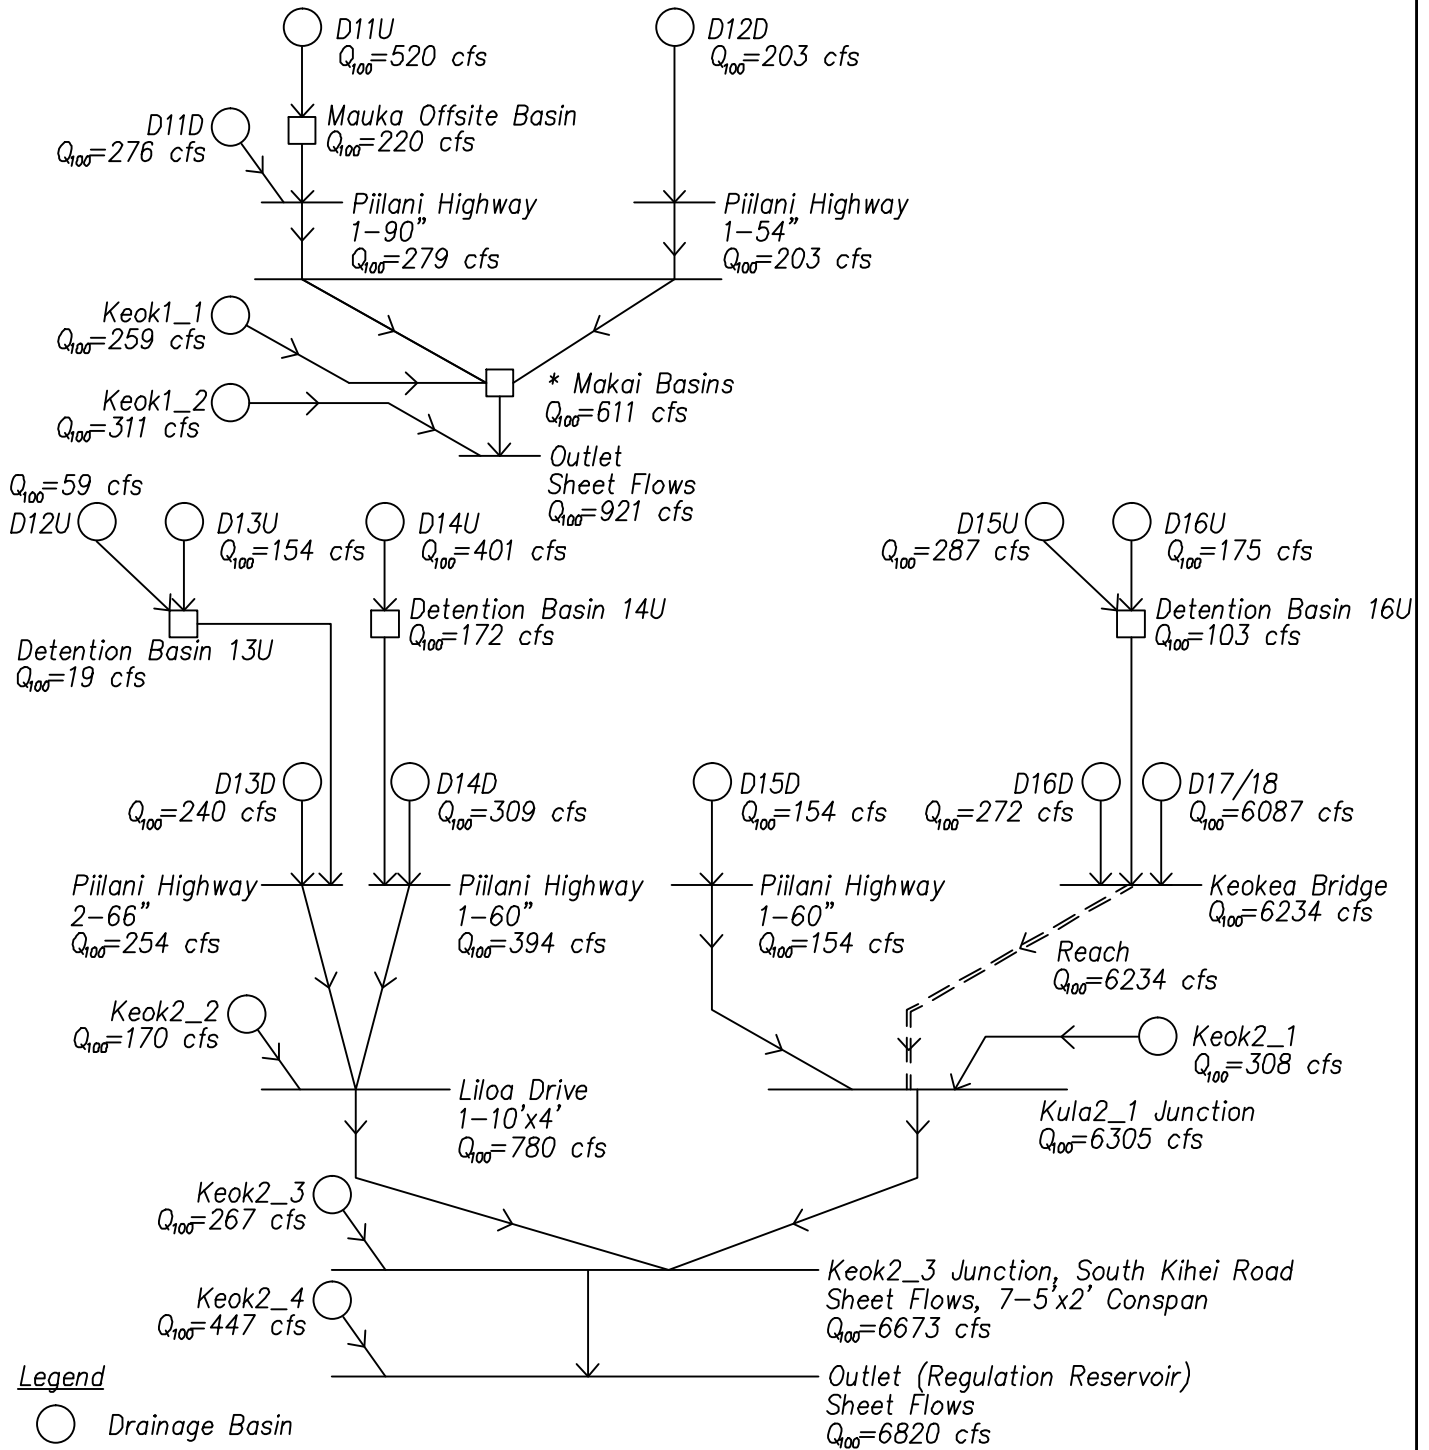 D11U
Q100=520 cfs
D12D
Q100=203 cfs
D11D
Q100=276 cfs
Mauka Offsite Basin
Q100=220 cfs
Piilani Highway
1-90"
Q100=279 cfs
Piilani Highway
1-54"
Q100=203 cfs
Keok1_1
Q100=259 cfs
* Makai Basins
Q100=611 cfs
Keok1_2
Q100=311 cfs
Outlet
Sheet Flows
Q100=921 cfs
Q100=59 cfs
D12U
D13U
Q100=154 cfs
D14U
Q100=401 cfs
D15U
Q100=287 cfs
D16U
Q100=175 cfs
Detention Basin 13U
Q100=19 cfs
Detention Basin 14U
Q100=172 cfs
Detention Basin 16U
Q100=103 cfs
D13D
Q100=240 cfs
D14D
Q100=309 cfs
D15D
Q100=154 cfs
D16D
Q100=272 cfs
D17/18
Q100=6087 cfs
Piilani Highway
2-66"
Q100=254 cfs
Piilani Highway
1-60"
Q100=394 cfs
Piilani Highway
1-60"
Q100=154 cfs
Keokea Bridge
Q100=6234 cfs
Reach
Q100=6234 cfs
Keok2_2
Q100=170 cfs
Keok2_1
Q100=308 cfs
Liloa Drive
1-10'x4'
Q100=780 cfs
Kula2_1 Junction
Q100=6305 cfs
Keok2_3
Q100=267 cfs
Keok2_3 Junction, South Kihei Road
Sheet Flows, 7-5'x2' Conspan
Q100=6673 cfs
Keok2_4
Q100=447 cfs
Outlet (Regulation Reservoir)
Sheet Flows
Q100=6820 cfs
Legend
Drainage Basin